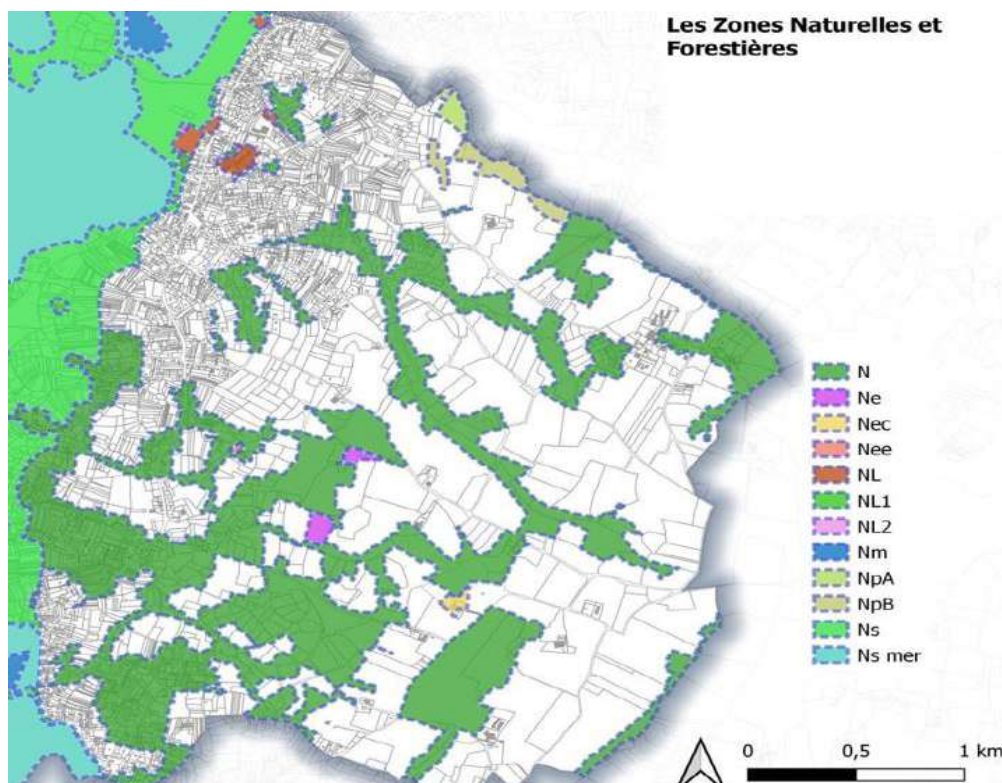 Les Zones Naturelles et
Forestières
N
Ne
Nec
Nee
NL
NL1
NL2
Nm
NpA
NpB
Ns
Ns mer
0 0,5 1 km